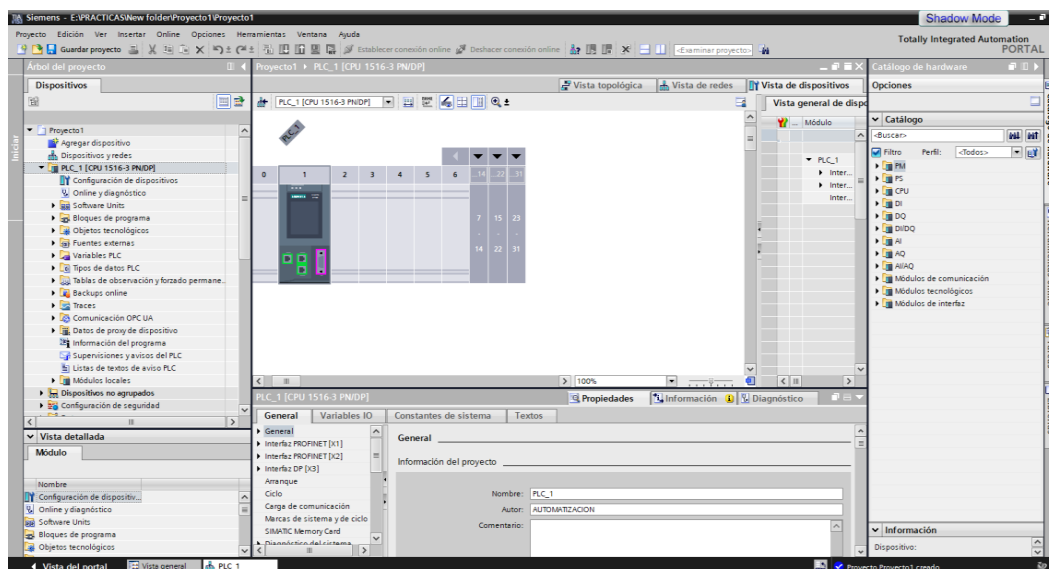 Siemens - E:\PRACTICAS\New folder\Proyecto1\Proyecto1
Shadow Mode
Proyecto Edición Ver Insertar Online Opciones Herramientas Ventana Ayuda
Totally Integrated Automation
PORTAL
Guardar proyecto
Establecer conexión online
Deshacer conexión online
<Examinar proyecto>
Árbol del proyecto
Dispositivos
Iniciar
Proyecto1
Agregar dispositivo
Dispositivos y redes
PLC_1 [CPU 1516-3 PN/DP]
Configuración de dispositivos
Online y diagnóstico
Software Units
Bloques de programa
Objetos tecnológicos
Fuentes externas
Variables PLC
Tipos de datos PLC
Tablas de observación y forzado permane...
Backups online
Traces
Comunicación OPC UA
Datos de proxy de dispositivo
Información del programa
Supervisiones y avisos del PLC
Listas de textos de aviso PLC
Módulos locales
Dispositivos no agrupados
Configuración de seguridad
Vista detallada
Módulo
Nombre
Configuración de dispositiv...
Online y diagnóstico
Software Units
Bloques de programa
Objetos tecnológicos
Proyecto1 PLC_1 [CPU 1516-3 PN/DP]
Vista topológica
Vista de redes
Vista de dispositivos
PLC_1 [CPU 1516-3 PN/DP]
PLC_1
0 1 2 3 4 5 6 ...14 ...22 ...31
7 15 23
. . .
14 22 31
100%
Vista general de dispo
... Módulo
PLC_1
Inter...
Inter...
Inter...
PLC_1 [CPU 1516-3 PN/DP]
Propiedades
Información
Diagnóstico
General
Variables IO
Constantes de sistema
Textos
General
Interfaz PROFINET [X1]
Interfaz PROFINET [X2]
Interfaz DP [X3]
Arranque
Ciclo
Carga de comunicación
Marcas de sistema y de ciclo
SIMATIC Memory Card
Diagnóstico del sistema
General
Información del proyecto
Nombre: PLC_1
Autor: AUTOMATIZACION
Comentario:
Catálogo de hardware
Opciones
Catálogo
<Buscar>
Filtro Perfil: <Todos>
PM
PS
CPU
DI
DQ
DI/DQ
AI
AQ
AI/AQ
Módulos de comunicación
Módulos tecnológicos
Módulos de interfaz
Información
Dispositivo:
Vista del portal
Vista general
PLC_1
Proyecto Proyecto1 creado.